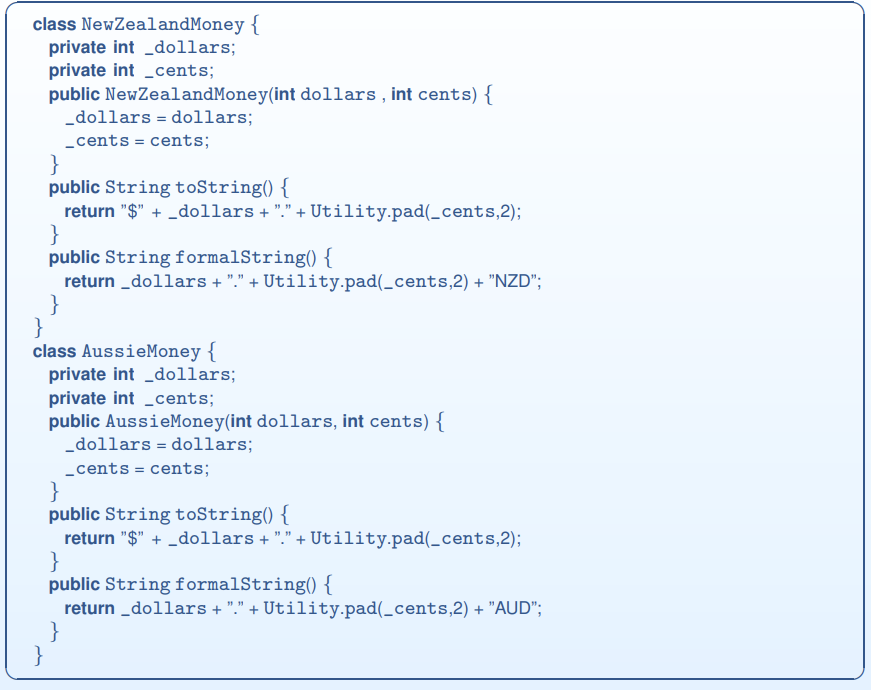 class NewZealandMoney {
private int _dollars;
private int _cents;
public NewZealandMoney(int dollars , int cents) {
_dollars = dollars;
_cents = cents;
}
public String toString() {
return ”$” + _dollars + ”.” + Utility.pad(_cents,2);
}
public String formalString() {
return _dollars + ”.” + Utility.pad(_cents,2) + ”NZD”;
}
}
class AussieMoney {
private int _dollars;
private int _cents;
public AussieMoney(int dollars, int cents) {
_dollars = dollars;
_cents = cents;
}
public String toString() {
return ”$” + _dollars + ”.” + Utility.pad(_cents,2);
}
public String formalString() {
return _dollars + ”.” + Utility.pad(_cents,2) + ”AUD”;
}
}